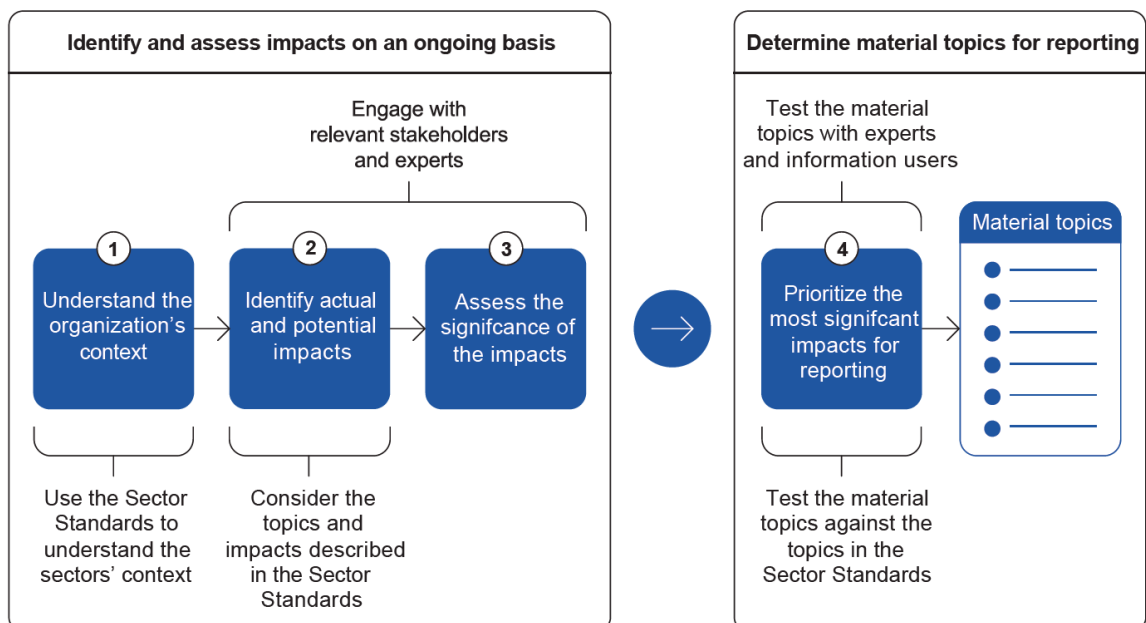 Identify and assess impacts on an ongoing basis
Engage with
relevant stakeholders
and experts
1
Understand the
organization's
context
2
Identify actual
and potential
impacts
3
Assess the
signifcance of
the impacts
Use the Sector
Standards to
understand the
sectors' context
Consider the
topics and
impacts described
in the Sector
Standards
Determine material topics for reporting
Test the material
topics with experts
and information users
4
Prioritize the
most signifcant
impacts for
reporting
Material topics
Test the material
topics against the
topics in the
Sector Standards